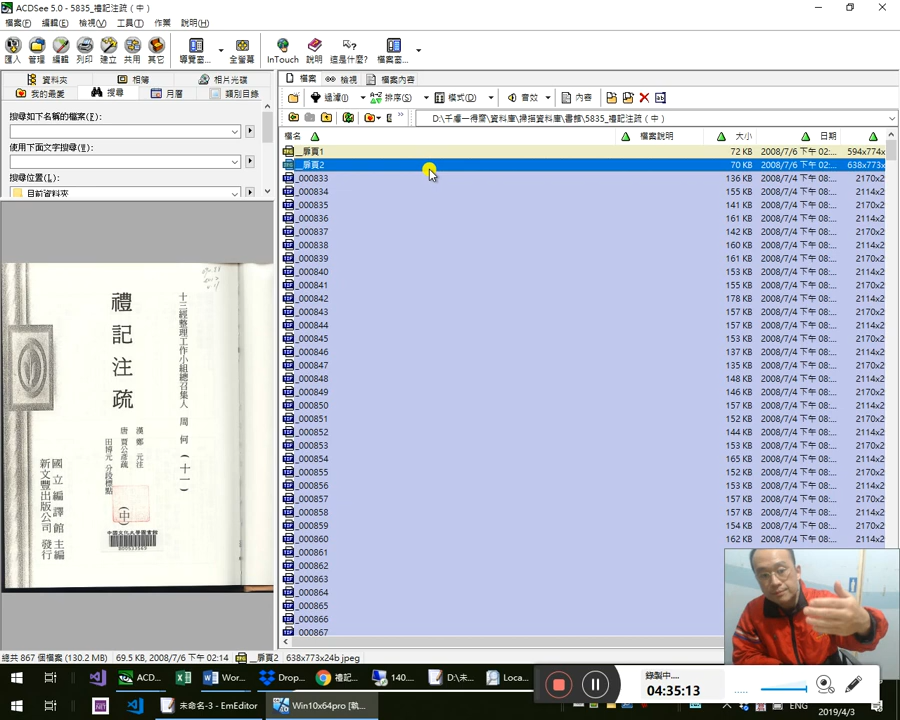 ACDSee 5.0 - 5835_禮記注疏（中）
檔案(F) 編輯(E) 檢視(V) 工具(T) 作業 說明(H)
匯入 管理 編輯 列印 建立 共用 其它 導覽窗... 全螢幕 InTouch 說明 這是什麼? 檔案窗...
資料夾 相簿 相片光碟
我的最愛 搜尋 月曆 類別目錄
搜尋如下名稱的檔案(F):
使用下面文字搜尋(W):
搜尋位置(L):
目前資料夾
檔案 檢視 檔案內容
過濾(I) 排序(S) 模式(D) 音效 內容
D:\千慮一得齋\資料庫\掃描資料庫\書籍\5835_禮記注疏（中）
檔名 檔案說明 大小 日期
__扉頁1 72 KB 2008/7/6 下午 02:... 594x774x
__扉頁2 70 KB 2008/7/6 下午 02:... 638x773x
_000833 136 KB 2008/7/4 下午 08:... 2170x2
_000834 155 KB 2008/7/4 下午 08:... 2114x2
_000835 141 KB 2008/7/4 下午 08:... 2170x2
_000836 161 KB 2008/7/4 下午 08:... 2114x2
_000837 142 KB 2008/7/4 下午 08:... 2170x2
_000838 160 KB 2008/7/4 下午 08:... 2114x2
_000839 161 KB 2008/7/4 下午 08:... 2170x2
_000840 153 KB 2008/7/4 下午 08:... 2114x2
_000841 155 KB 2008/7/4 下午 08:... 2170x2
_000842 178 KB 2008/7/4 下午 08:... 2114x2
_000843 157 KB 2008/7/4 下午 08:... 2170x2
_000844 157 KB 2008/7/4 下午 08:... 2114x2
_000845 153 KB 2008/7/4 下午 08:... 2170x2
_000846 137 KB 2008/7/4 下午 08:... 2114x2
_000847 135 KB 2008/7/4 下午 08:... 2170x2
_000848 148 KB 2008/7/4 下午 08:... 2114x2
_000849 146 KB 2008/7/4 下午 08:... 2170x2
_000850 157 KB 2008/7/4 下午 08:... 2114x2
_000851 152 KB 2008/7/4 下午 08:... 2170x2
_000852 144 KB 2008/7/4 下午 08:... 2114x2
_000853 153 KB 2008/7/4 下午 08:... 2170x2
_000854 165 KB 2008/7/4 下午 08:... 2114x2
_000855 152 KB 2008/7/4 下午 08:... 2170x2
_000856 153 KB 2008/7/4 下午 08:... 2114x2
_000857 157 KB 2008/7/4 下午 08:... 2170x2
_000858 157 KB 2008/7/4 下午 08:... 2114x2
_000859 154 KB 2008/7/4 下午 08:... 2170x2
_000860 162 KB 2008/7/4 下午 08:... 2114x2
_000861
_000862
_000863
_000864
_000865
_000866
_000867
十三經整理工作小組總召集人 周何（十一）
禮記注疏
漢 鄭元注
唐 賈公彥疏
田博元 分段標點
（中）
國立編譯館主編
新文豐出版公司發行
中國文化大學圖書館
總共 867 個檔案 (130.2 MB) 69.5 KB, 2008/7/6 下午 02:14 __扉頁2 638x773x24b jpeg
錄製中...
04:35:13
ACD... Wor... Drop... 禮記... 140... D:\未... Loca...
未命名-3 - EmEditor Win10x64pro [執...
ENG 2019/4/3